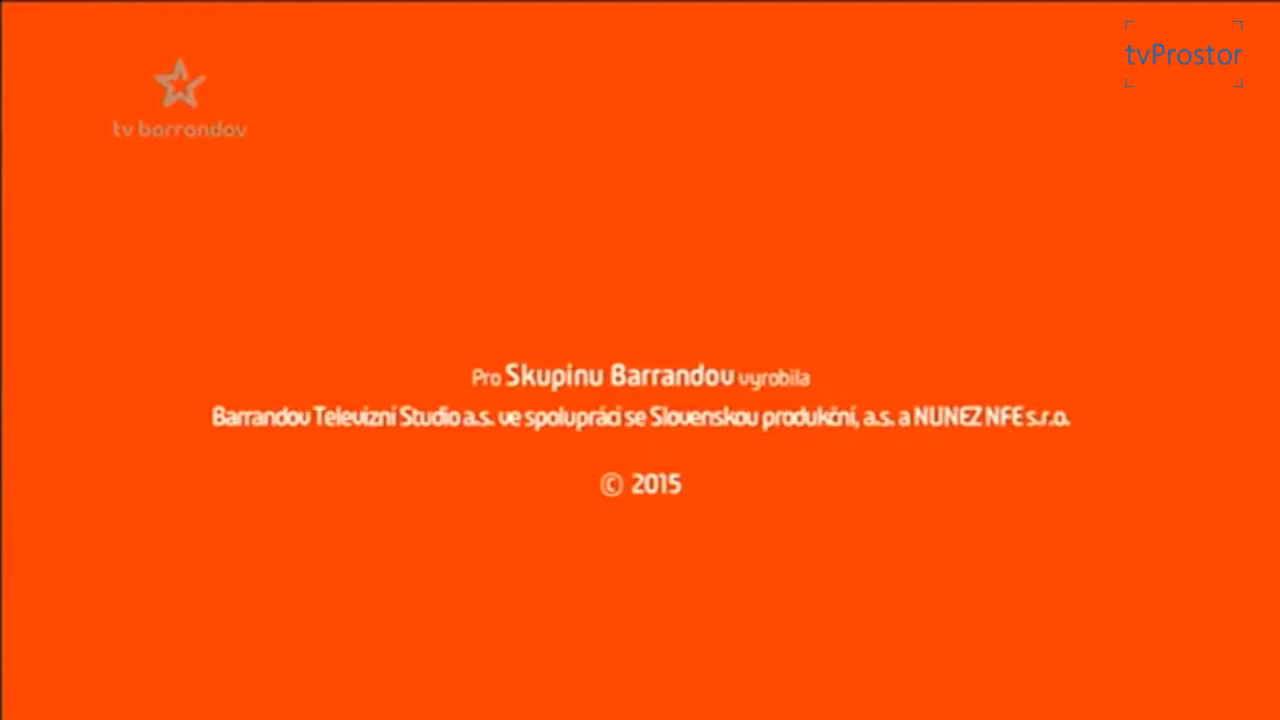 tvProstor
tv barrandov
Pro Skupinu Barrandov vyrobila
Barrandov Televizní Studio a.s. ve spolupráci se Slovenskou produkční, a.s. a NUNEZ NFE s.r.o.
© 2015